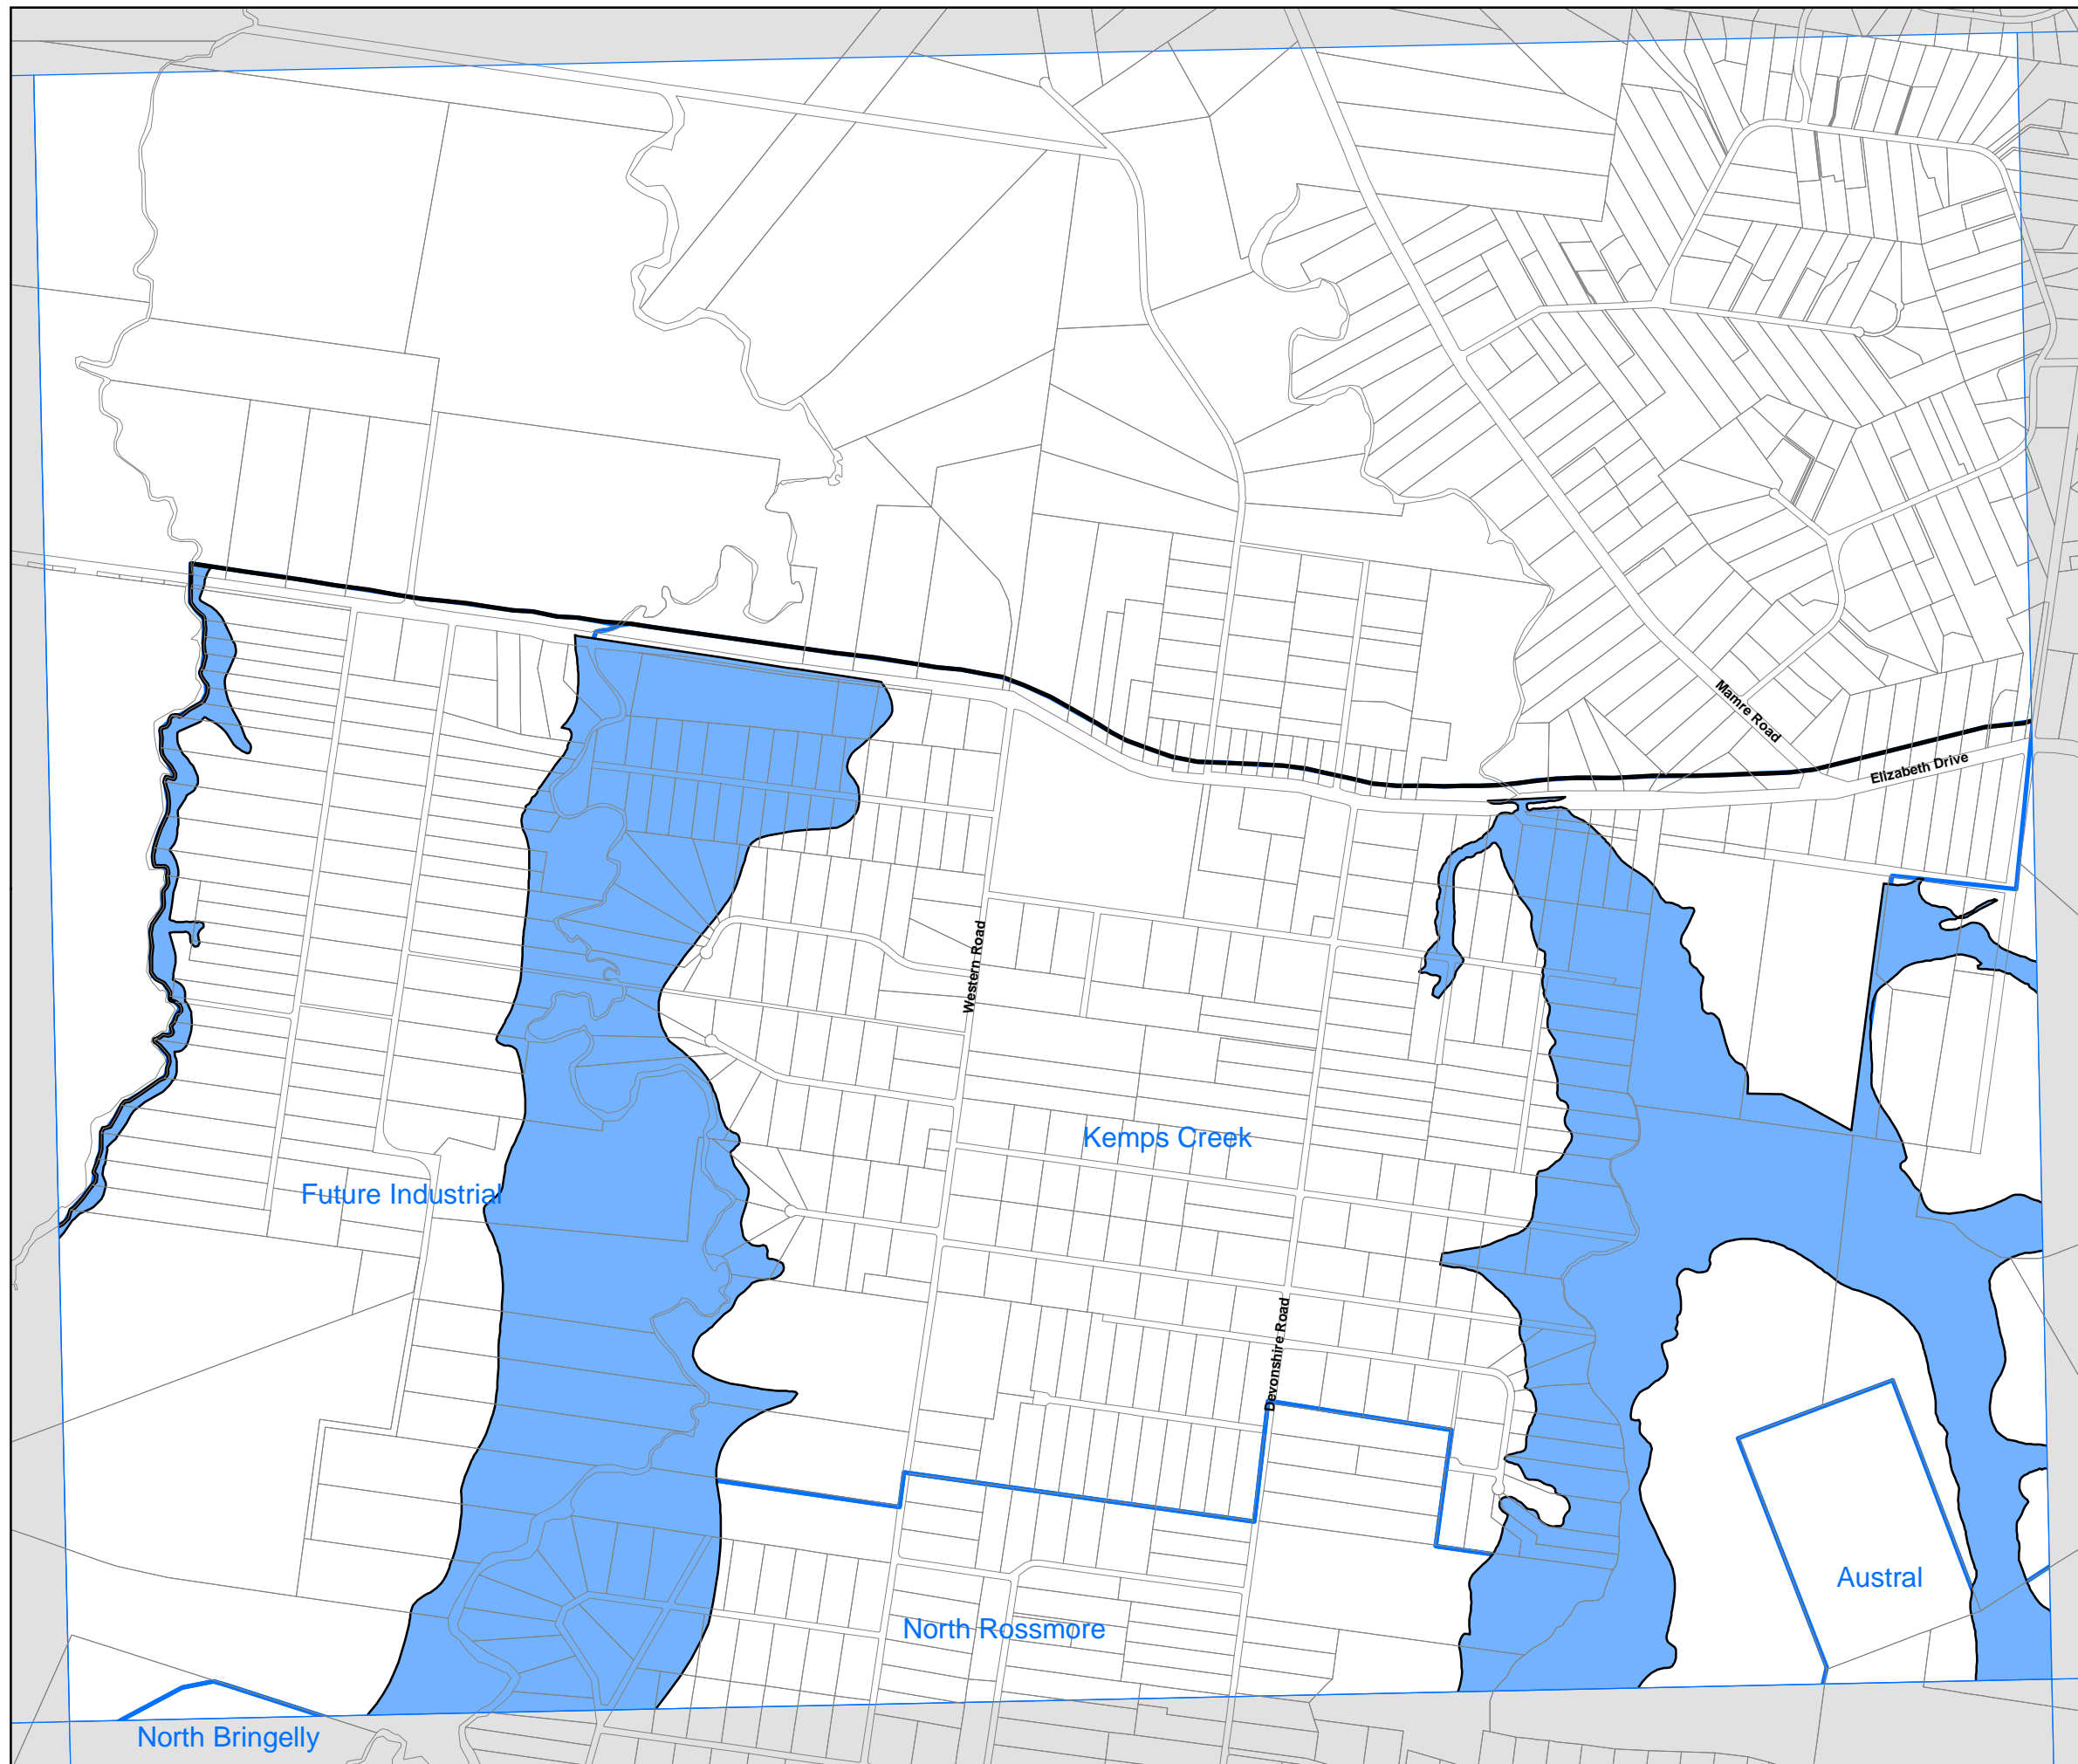 Mamre Road
Elizabeth Drive
Western Road
Kemps Creek
Future Industrial
Devonshire Road
Austral
North Rossmore
North Bringelly